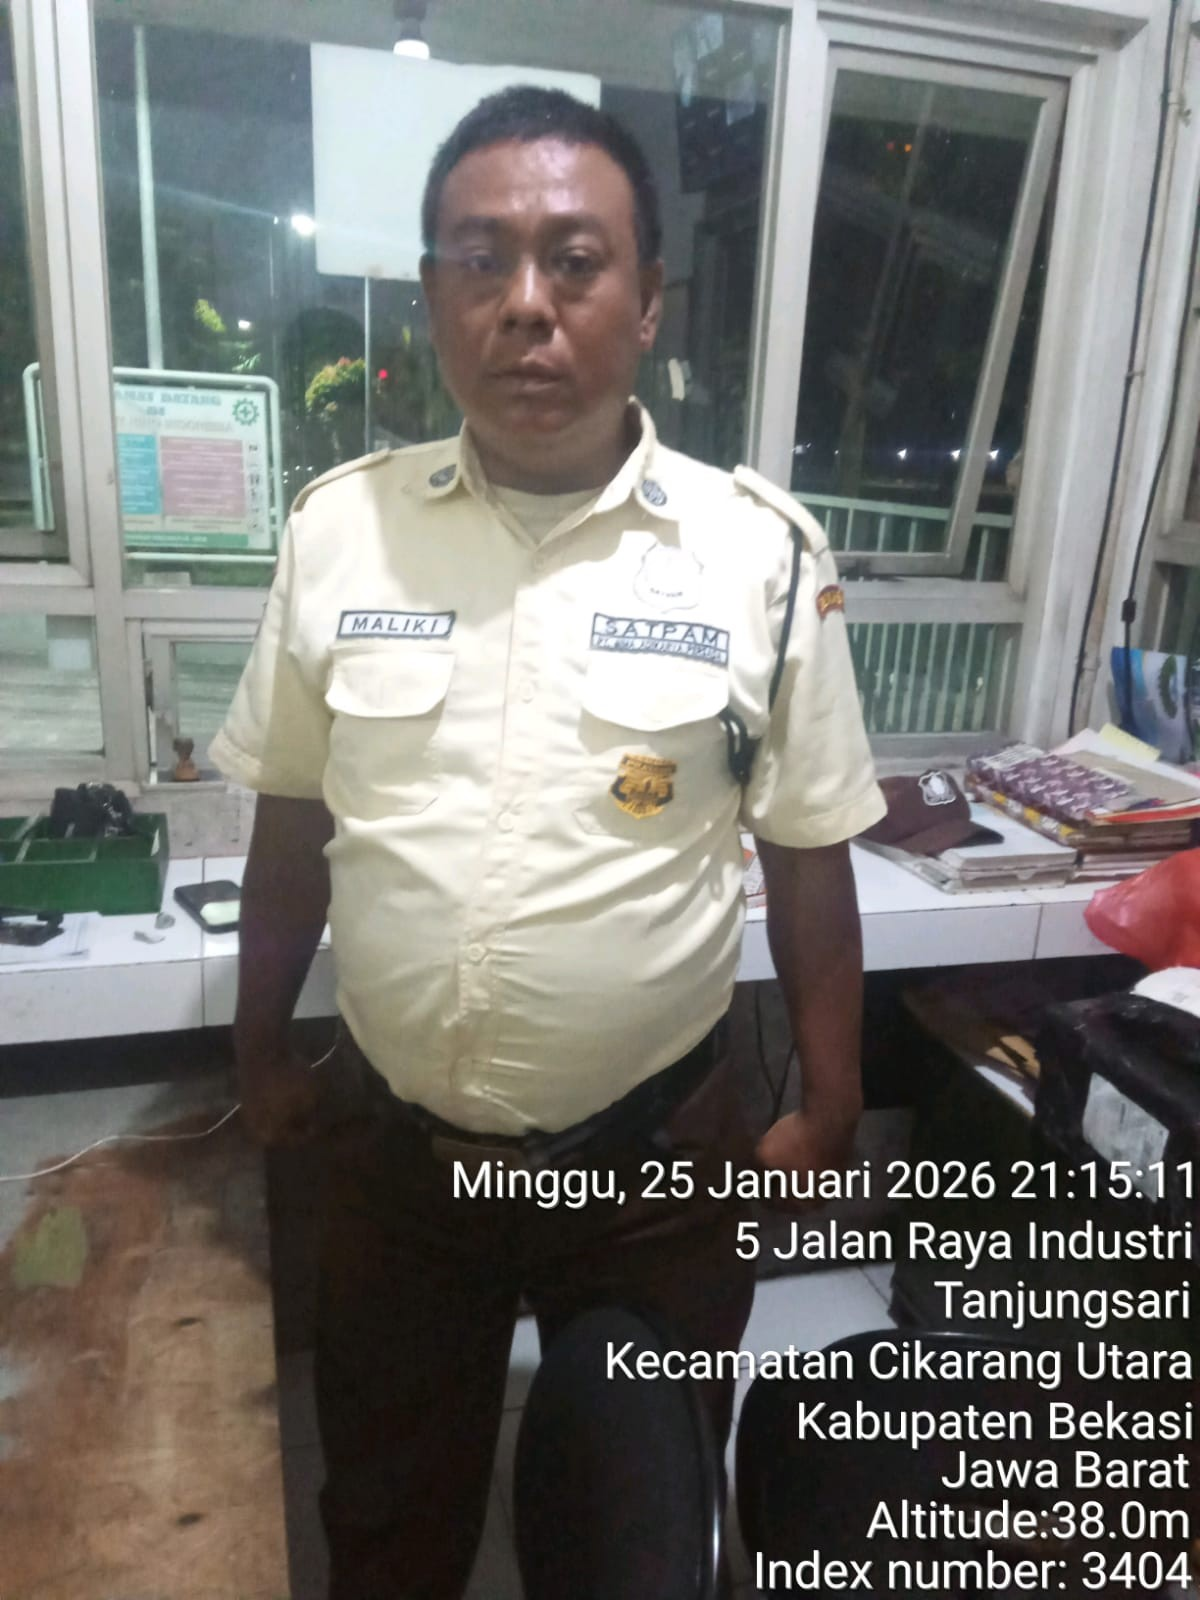 MALIKI
SATPAM
Minggu, 25 Januari 2026 21:15:11
5 Jalan Raya Industri
Tanjungsari
Kecamatan Cikarang Utara
Kabupaten Bekasi
Jawa Barat
Altitude:38.0m
Index number: 3404